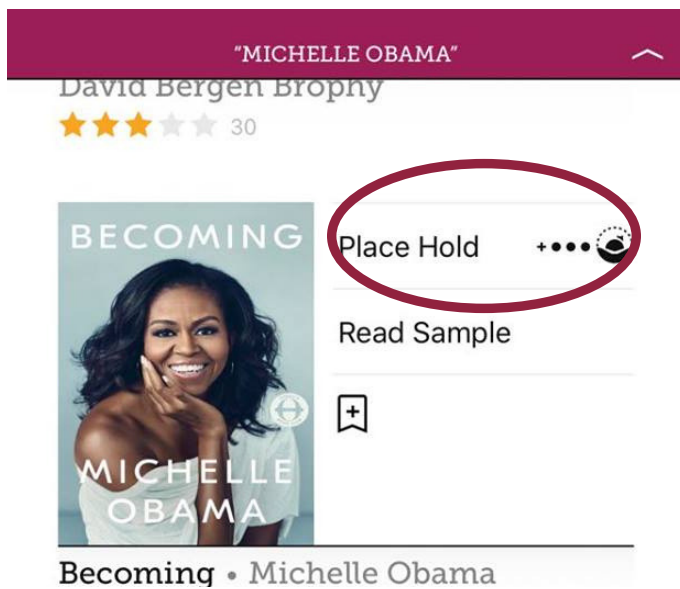 "MICHELLE OBAMA"
David Bergen Brophy
30
BECOMING
MICHELLE
OBAMA
Place Hold
Read Sample
Becoming • Michelle Obama